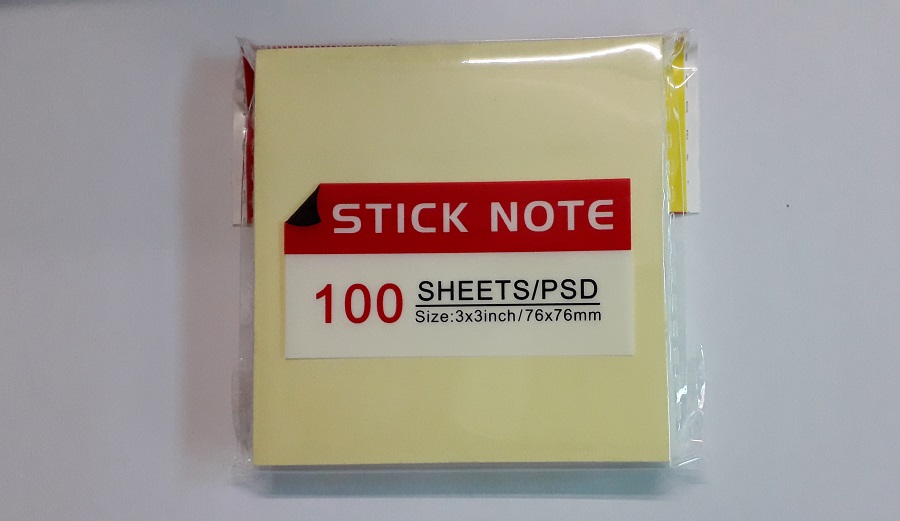 STICK NOTE
100 SHEETS/PSD
Size:3x3inch/76x76mm